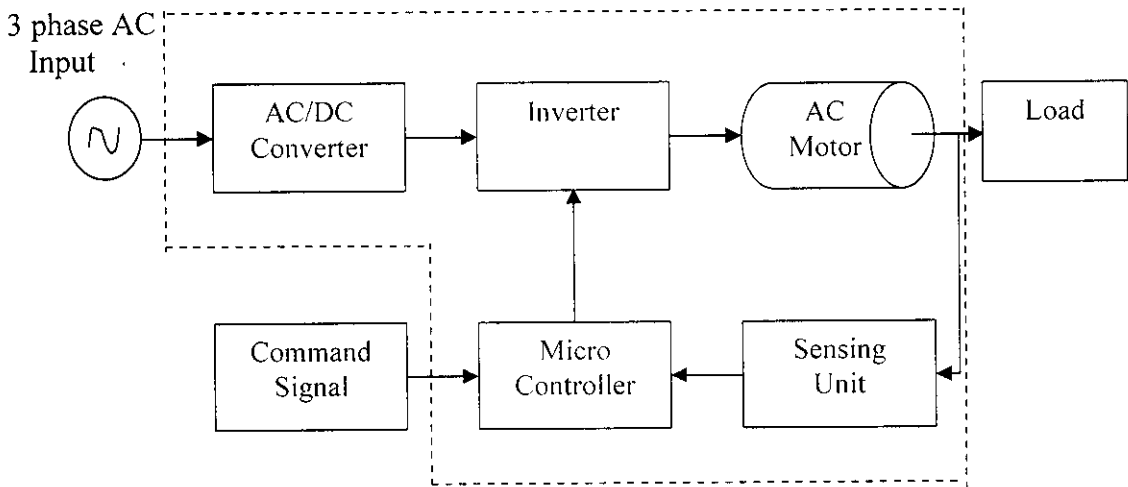 3 phase AC
Input
AC/DC
Converter
Inverter
AC
Motor
Load
Command
Signal
Micro
Controller
Sensing
Unit